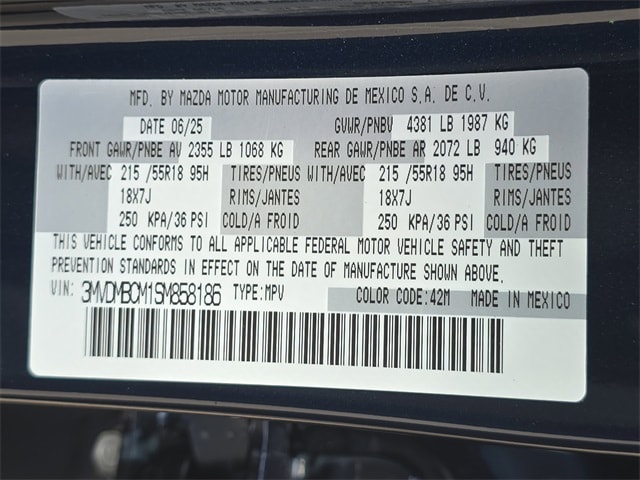 MFD. BY MAZDA MOTOR MANUFACTURING DE MEXICO S.A. DE C.V.
DATE 06/25 GVWR/PNBV 4381 LB 1987 KG
FRONT GAWR/PNBE AV 2355 LB 1068 KG REAR GAWR/PNBE AR 2072 LB 940 KG
WITH/AVEC 215 /55R18 95H TIRES/PNEUS WITH/AVEC 215 /55R18 95H TIRES/PNEUS
18X7J RIMS/JANTES 18X7J RIMS/JANTES
250 KPA/36 PSI COLD/A FROID 250 KPA/36 PSI COLD/A FROID
THIS VEHICLE CONFORMS TO ALL APPLICABLE FEDERAL MOTOR VEHICLE SAFETY AND THEFT
PREVENTION STANDARDS IN EFFECT ON THE DATE OF MANUFACTURE SHOWN ABOVE.
VIN: 3MVDMBCM1SM858186 TYPE:MPV COLOR CODE:42M MADE IN MEXICO